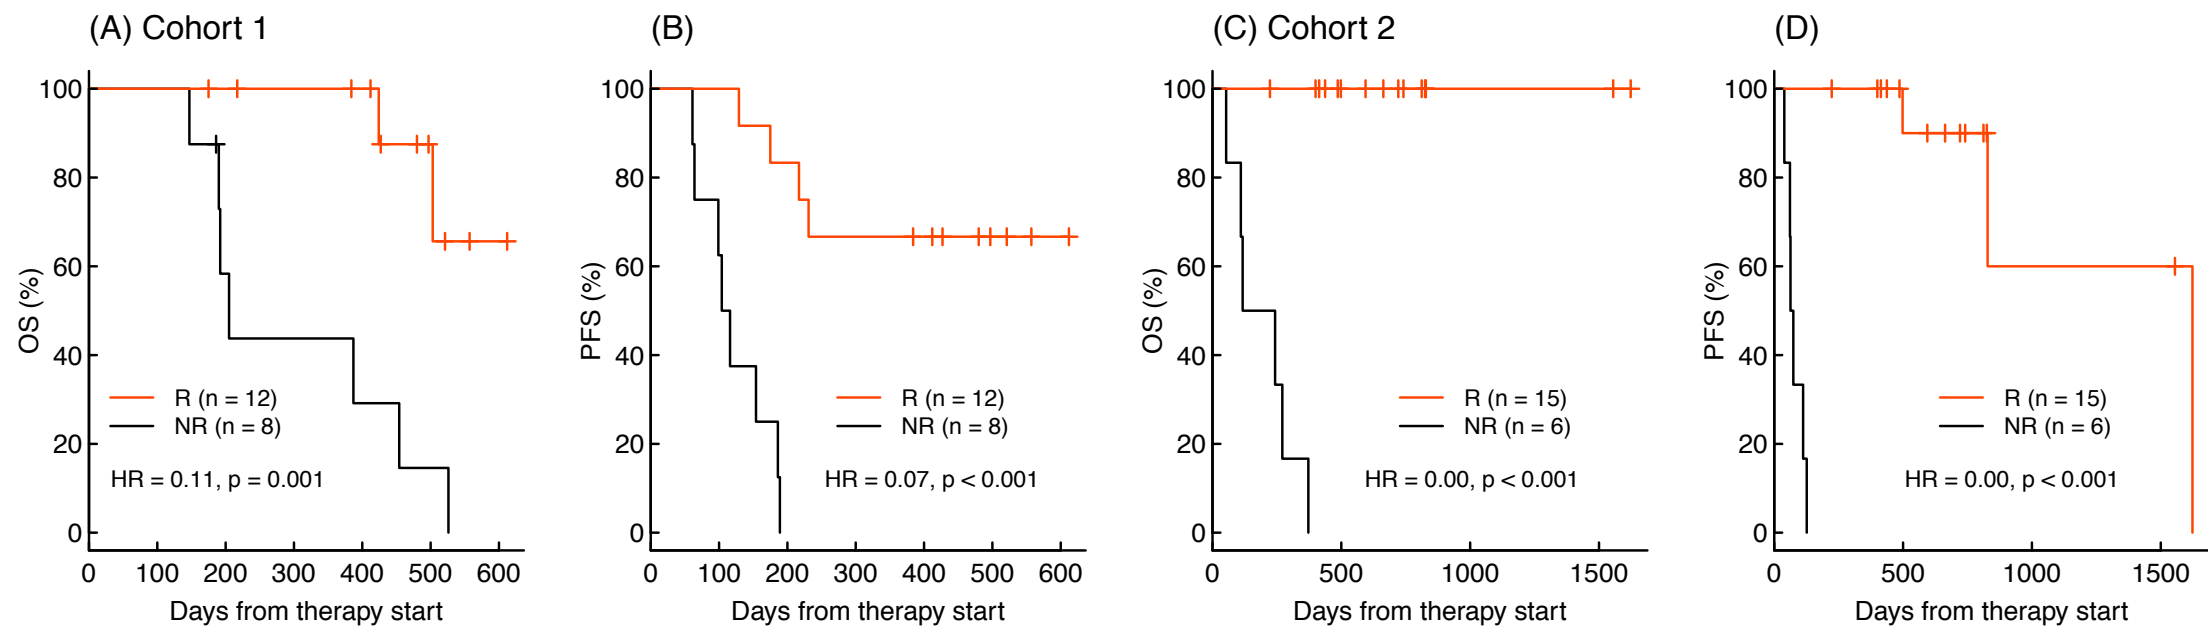 (A) Cohort 1
OS (%)
100
80
60
40
20
0
R (n = 12)
NR (n = 8)
HR = 0.11, p = 0.001
0 100 200 300 400 500 600
Days from therapy start
(B)
PFS (%)
100
80
60
40
20
0
R (n = 12)
NR (n = 8)
HR = 0.07, p < 0.001
0 100 200 300 400 500 600
Days from therapy start
(C) Cohort 2
OS (%)
100
80
60
40
20
0
R (n = 15)
NR (n = 6)
HR = 0.00, p < 0.001
0 500 1000 1500
Days from therapy start
(D)
PFS (%)
100
80
60
40
20
0
R (n = 15)
NR (n = 6)
HR = 0.00, p < 0.001
0 500 1000 1500
Days from therapy start